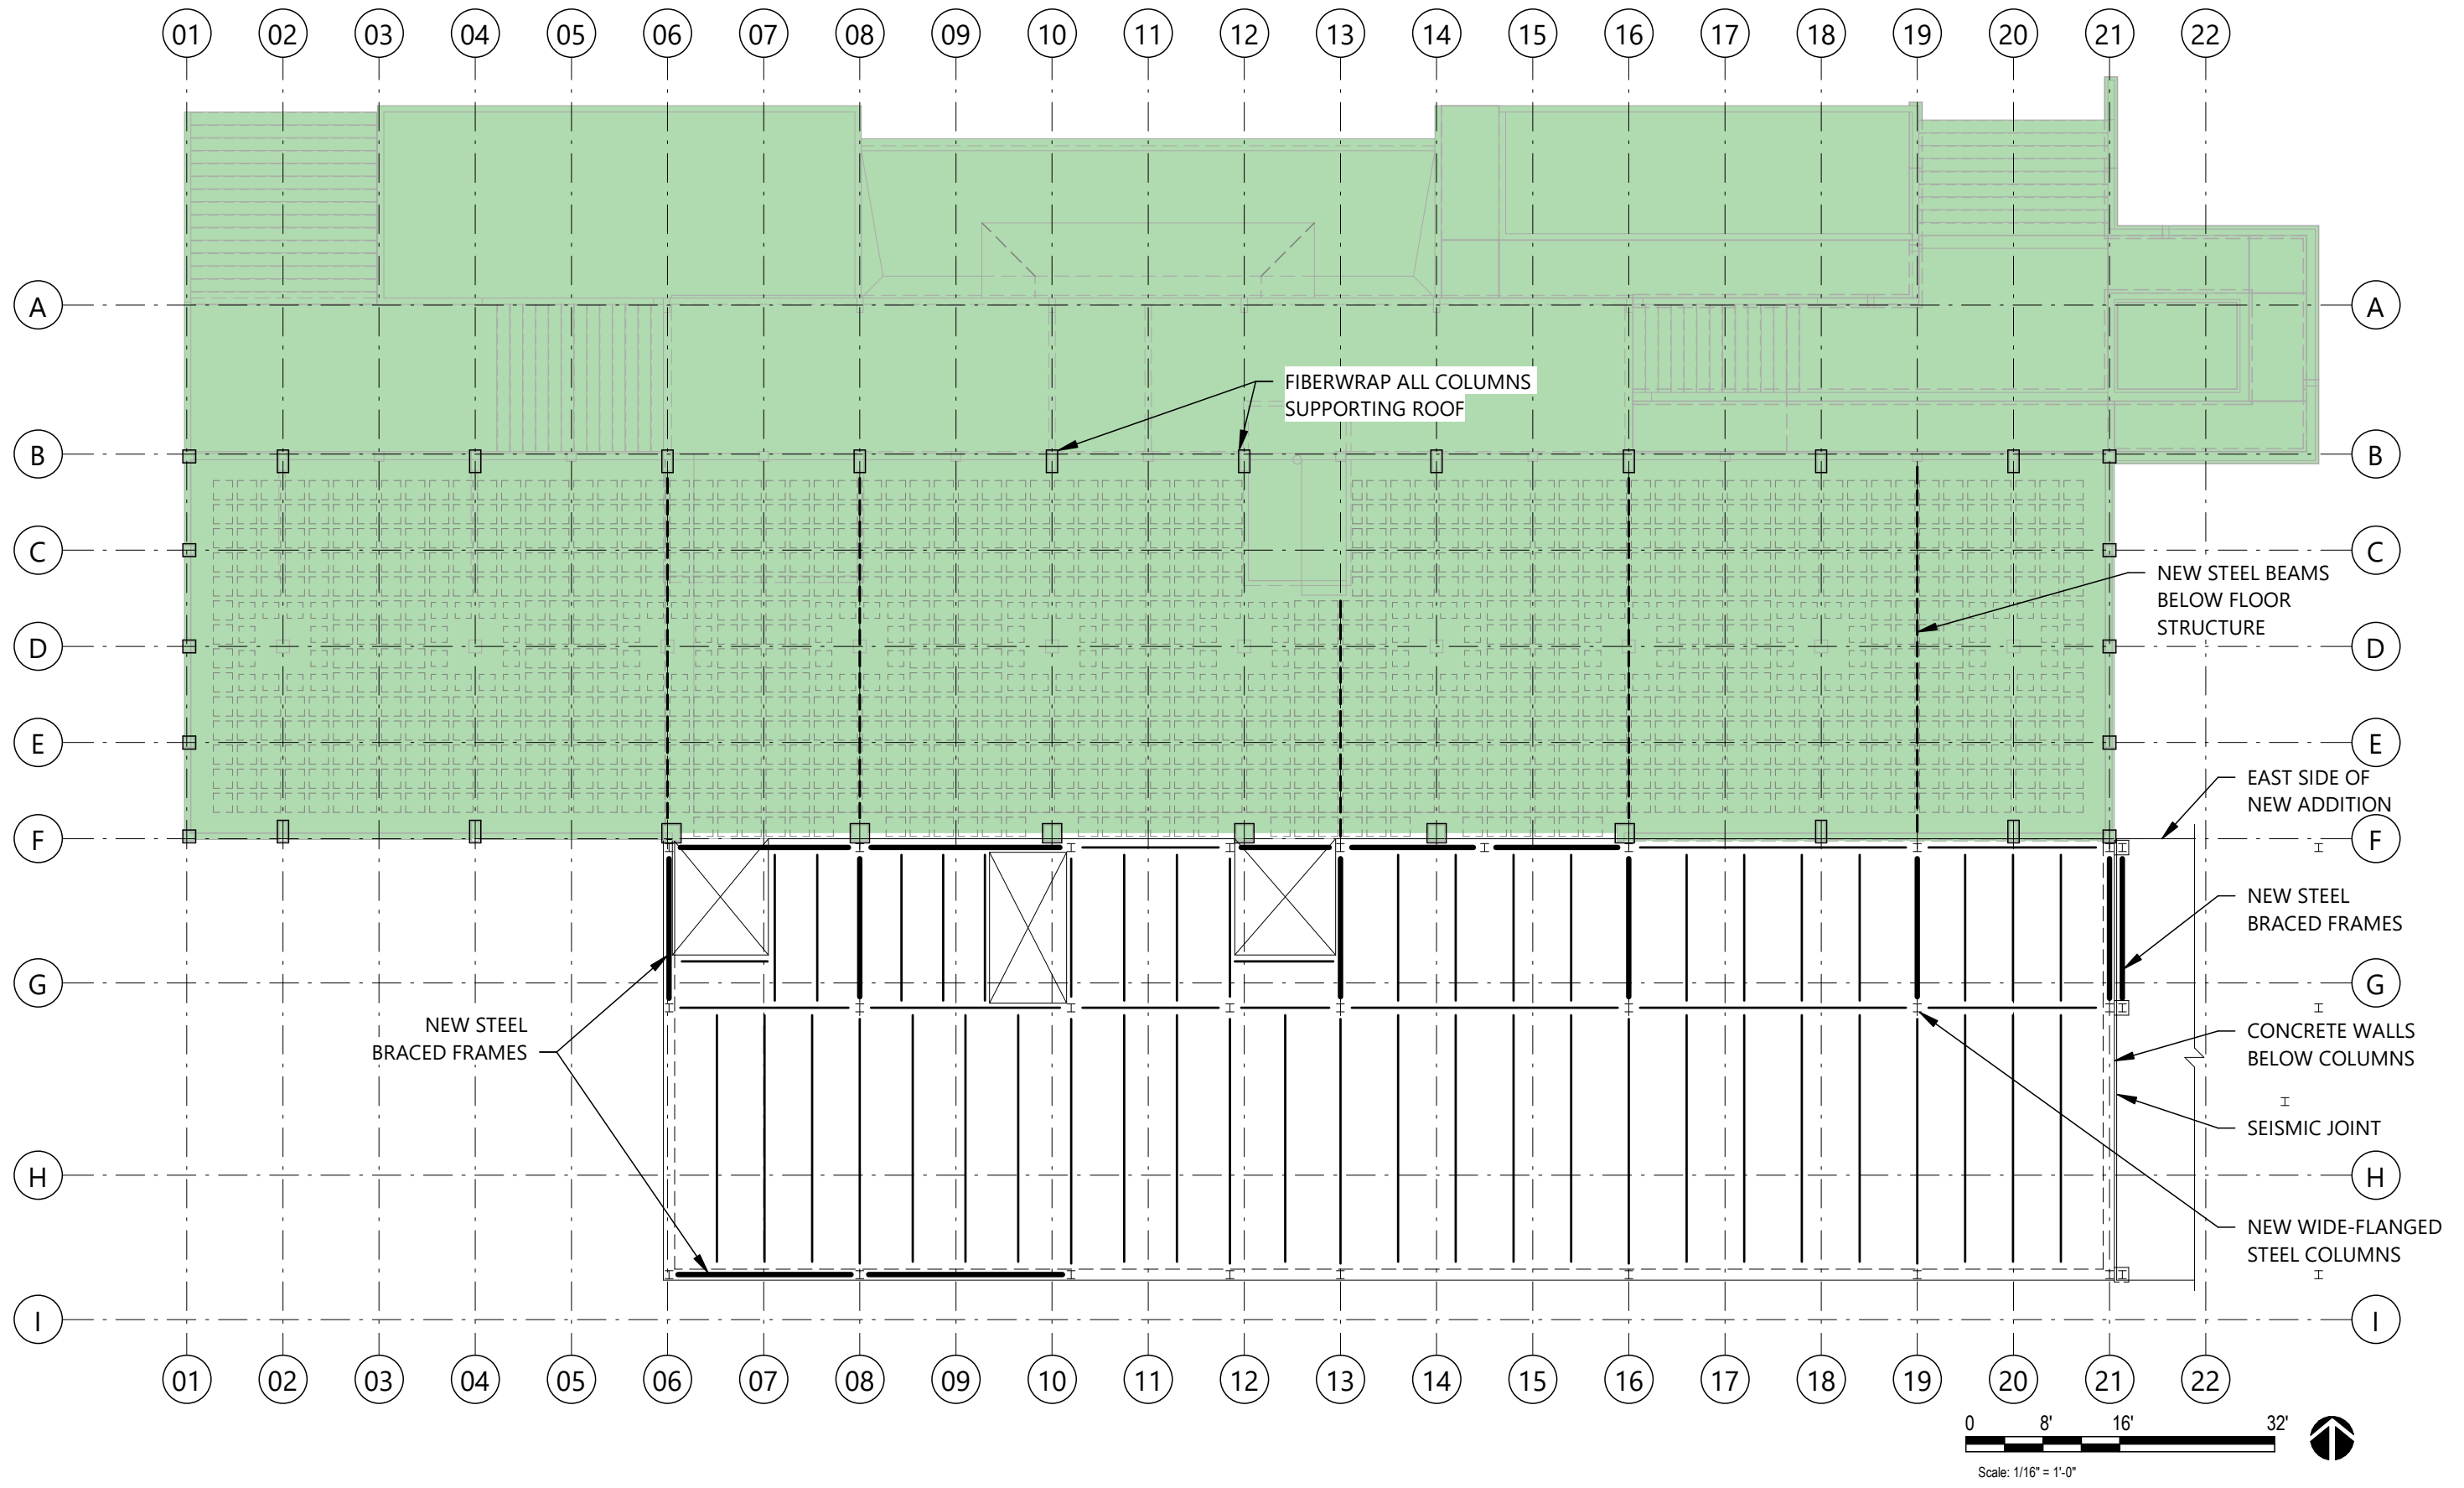 01 02 03 04 05 06 07 08 09 10 11 12 13 14 15 16 17 18 19 20 21 22
A A
FIBERWRAP ALL COLUMNS
SUPPORTING ROOF
B B
C C
NEW STEEL BEAMS
BELOW FLOOR
STRUCTURE
D D
E E
EAST SIDE OF
NEW ADDITION
F F
NEW STEEL
BRACED FRAMES
G G
NEW STEEL
BRACED FRAMES
CONCRETE WALLS
BELOW COLUMNS
SEISMIC JOINT
H H
NEW WIDE-FLANGED
STEEL COLUMNS
I I
01 02 03 04 05 06 07 08 09 10 11 12 13 14 15 16 17 18 19 20 21 22
0 8' 16' 32'
Scale: 1/16" = 1'-0"